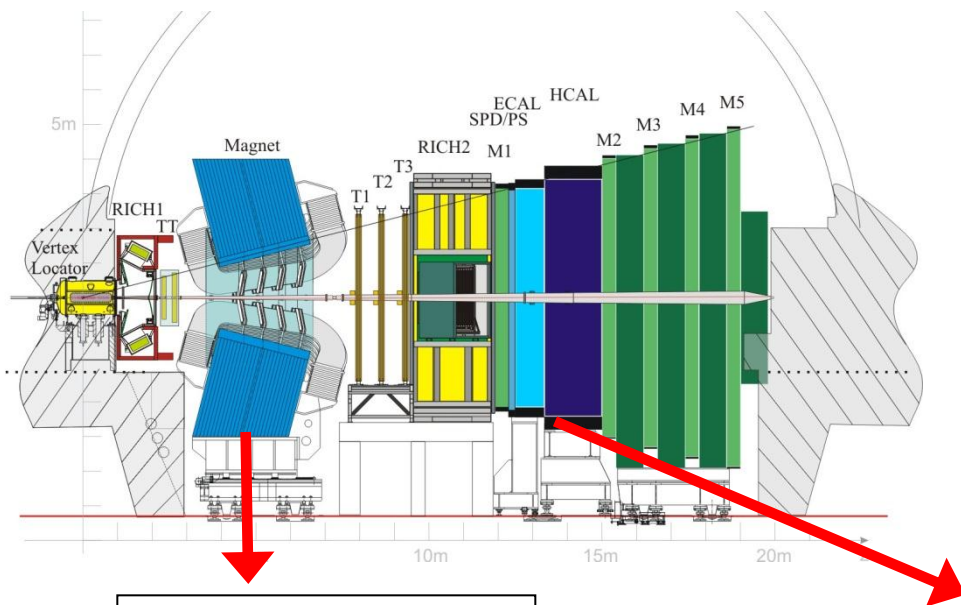 5m
Vertex
Locator
RICH1
TT
Magnet
T1
T2
T3
RICH2
M1
SPD/PS
ECAL
HCAL
M2
M3
M4
M5
10m
15m
20m